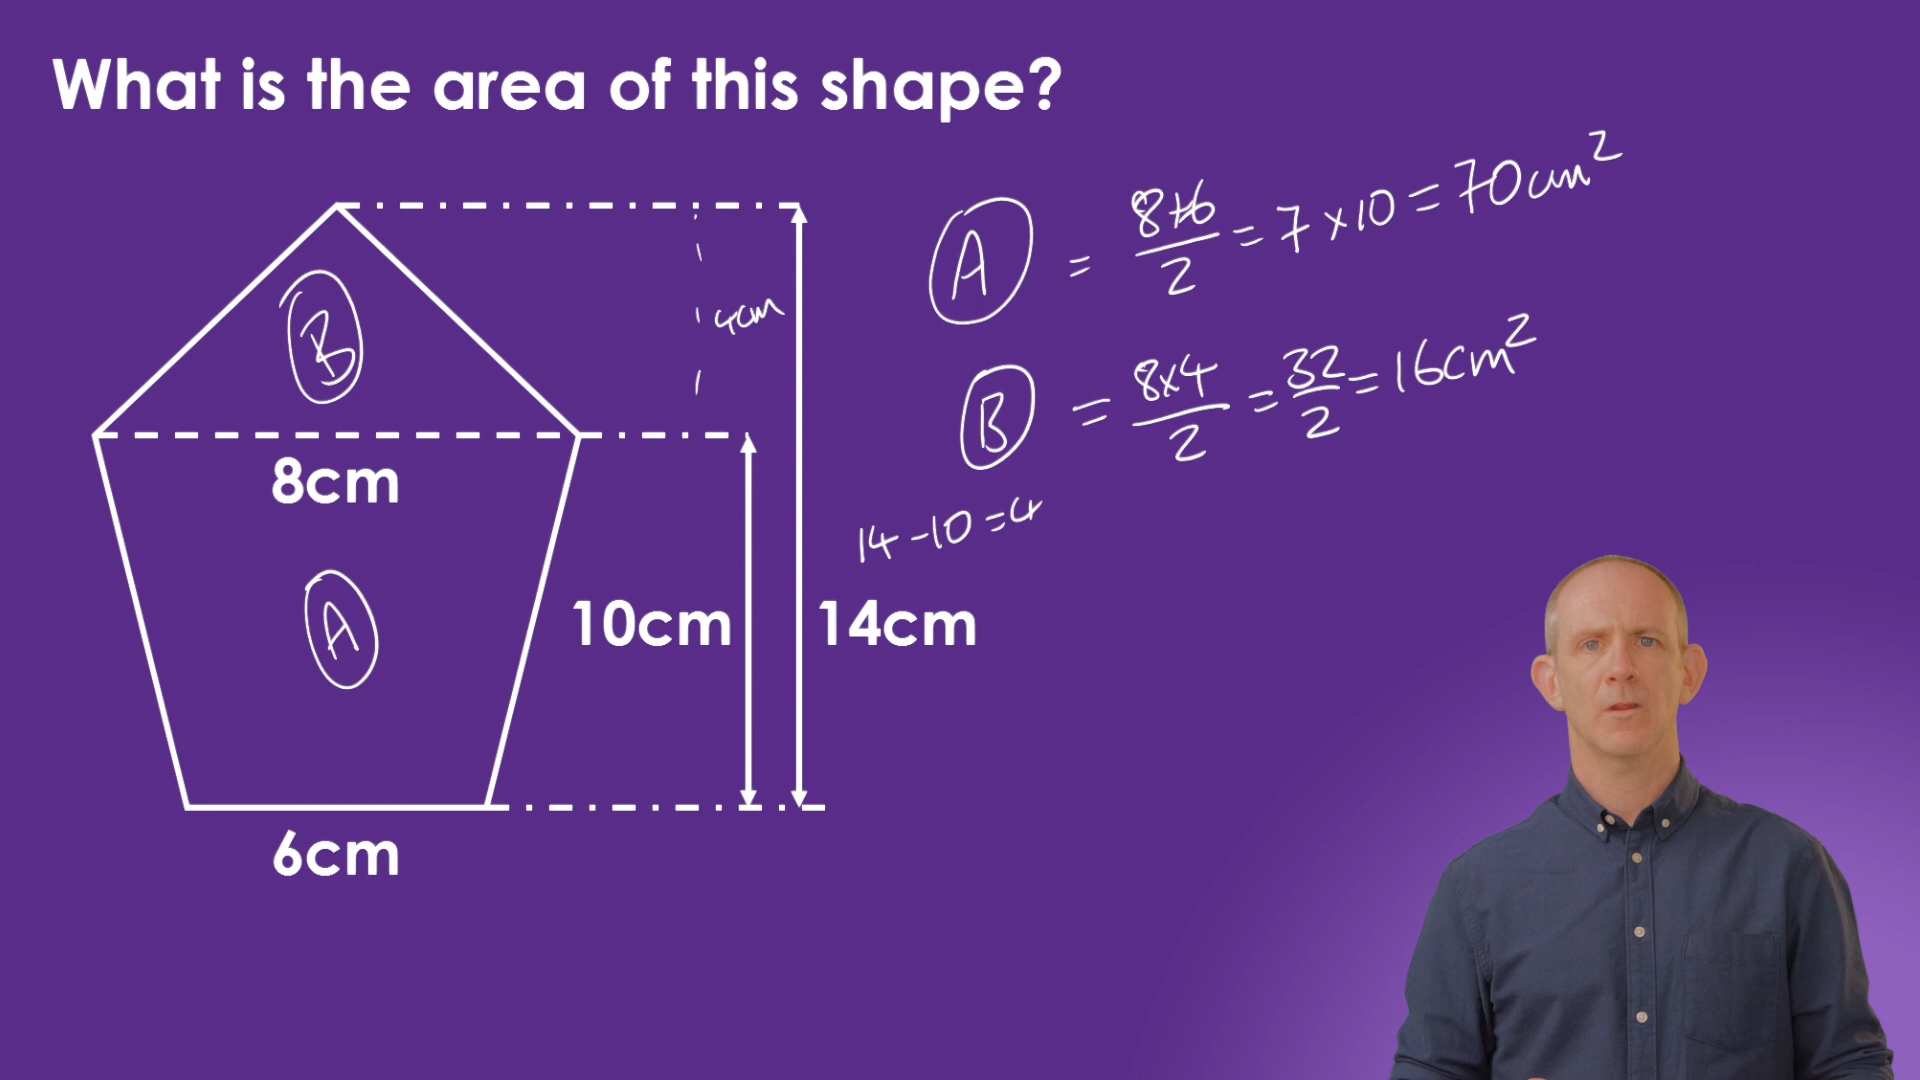 What is the area of this shape?
A = 8+6/2 = 7 x 10 = 70cm²
B
4cm
B = 8x4/2 = 32/2 = 16cm²
8cm
14 - 10 = 4
A
10cm
14cm
6cm